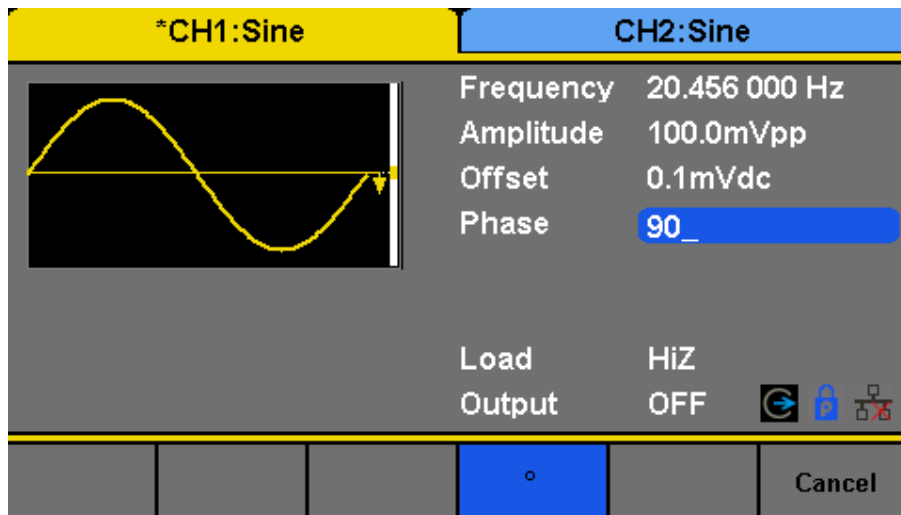 *CH1:Sine CH2:Sine
Frequency 20.456 000 Hz
Amplitude 100.0mVpp
Offset 0.1mVdc
Phase 90_
Load HiZ
Output OFF P
° Cancel